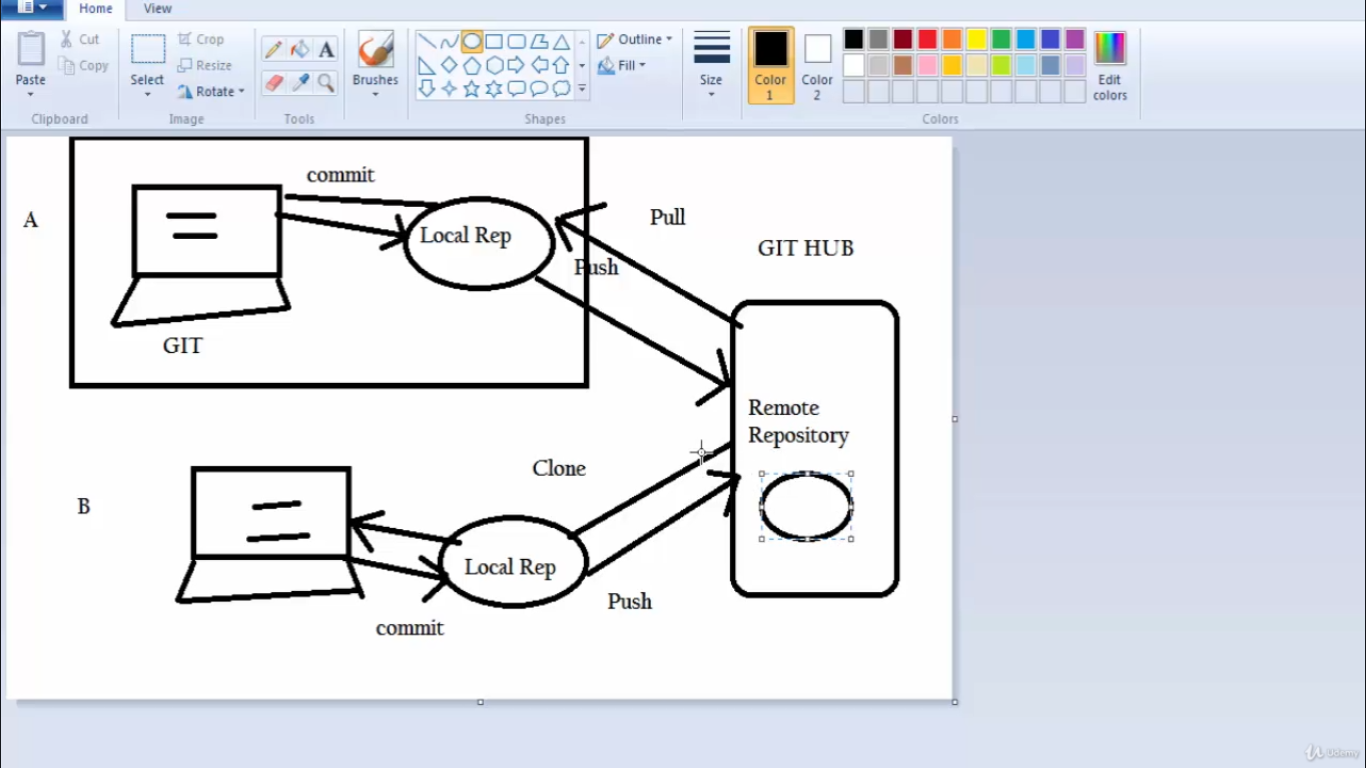 Home View
Paste
Cut
Copy
Clipboard
Select
Crop
Resize
Rotate
Image
A
Tools
Brushes
Outline
Fill
Shapes
Size
Color 1
Color 2
Edit colors
Colors
commit
A
Local Rep
Pull
Push
GIT HUB
GIT
Remote
Repository
Clone
B
Local Rep
Push
commit
Udemy